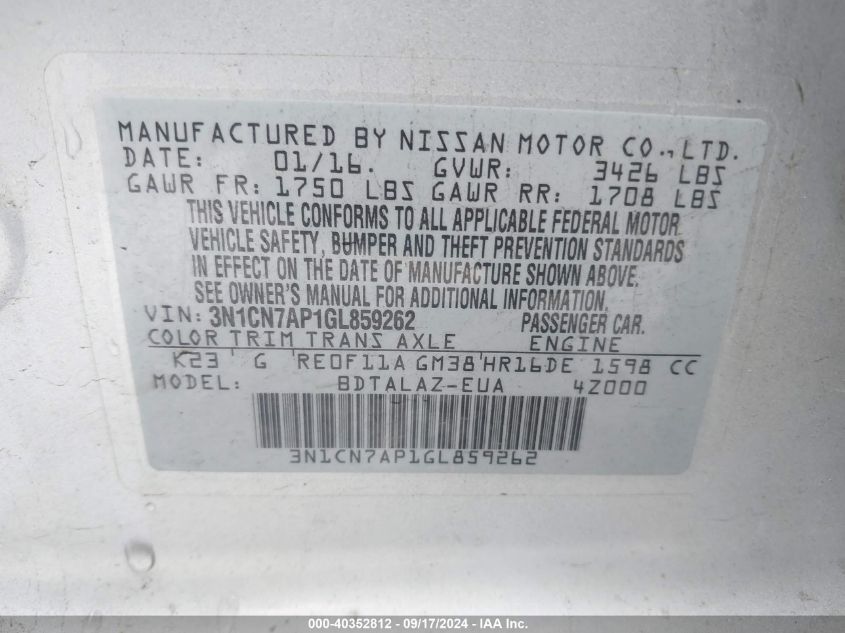 MANUFACTURED BY NISSAN MOTOR CO., LTD.
DATE: 01/16. GVWR: 3426 LBS
GAWR FR: 1750 LBS GAWR RR: 1708 LBS
THIS VEHICLE CONFORMS TO ALL APPLICABLE FEDERAL MOTOR
VEHICLE SAFETY, BUMPER AND THEFT PREVENTION STANDARDS
IN EFFECT ON THE DATE OF MANUFACTURE SHOWN ABOVE.
SEE OWNER'S MANUAL FOR ADDITIONAL INFORMATION.
VIN: 3N1CN7AP1GL859262 PASSENGER CAR.
COLOR TRIM TRANS AXLE ENGINE
K23 G RE0F11A GM38 HR16DE 1598 CC
MODEL: BDTALAZ-EUA 4Z000
3N1CN7AP1GL859262
000-40352812 - 09/17/2024 - IAA, Inc.